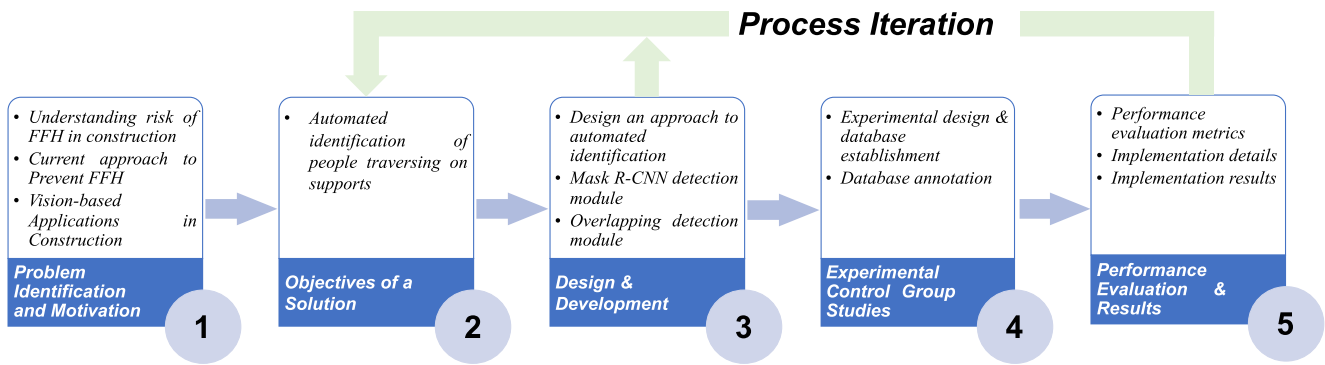 Process Iteration
• Understanding risk of
FFH in construction
• Current approach to
Prevent FFH
• Vision-based
Applications in
Construction
Problem
Identification
and Motivation
1
• Automated
identification of
people traversing on
supports
Objectives of a
Solution
2
• Design an approach to
automated
identification
• Mask R-CNN detection
module
• Overlapping detection
module
Design &
Development
3
• Experimental design &
database
establishment
• Database annotation
Experimental
Control Group
Studies
4
• Performance
evaluation metrics
• Implementation details
• Implementation results
Performance
Evaluation &
Results
5